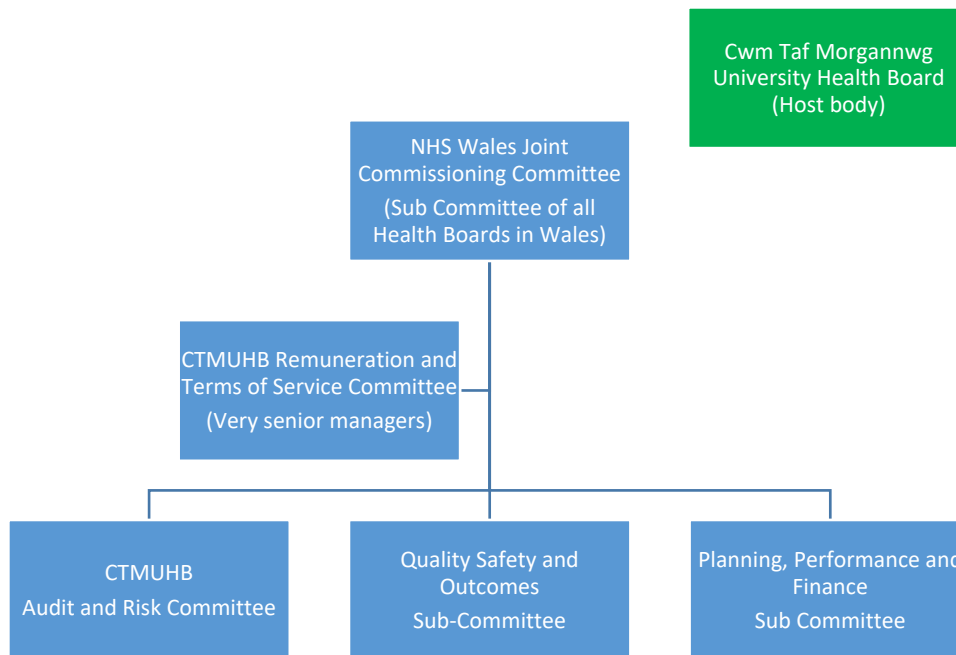 Cwm Taf Morgannwg
University Health Board
(Host body)
NHS Wales Joint
Commissioning Committee
(Sub Committee of all
Health Boards in Wales)
CTMUHB Remuneration and
Terms of Service Committee
(Very senior managers)
CTMUHB
Audit and Risk Committee
Quality Safety and
Outcomes
Sub-Committee
Planning, Performance and
Finance
Sub Committee